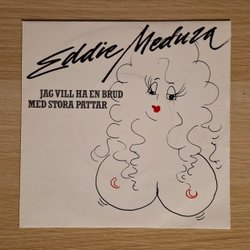 Eddie Meduza
JAG VILL HA EN BRUD
MED STORA PATTAR